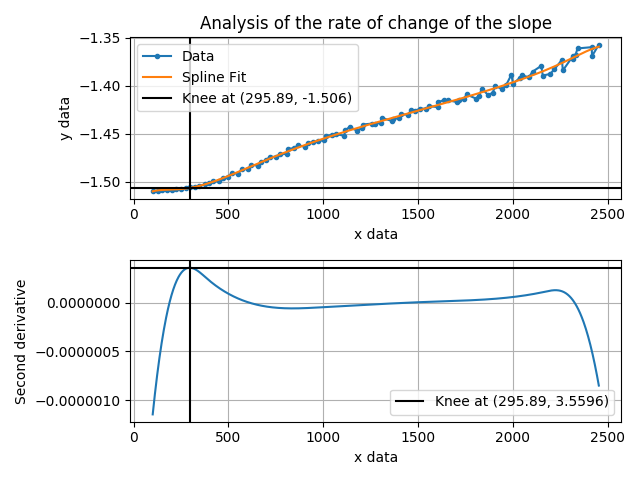 Analysis of the rate of change of the slope
−1.35
−1.40
−1.45
−1.50
y data
Data
Spline Fit
Knee at (295.89, -1.506)
0 500 1000 1500 2000 2500
x data
0.0000000
−0.0000005
−0.0000010
Second derivative
Knee at (295.89, 3.5596)
0 500 1000 1500 2000 2500
x data